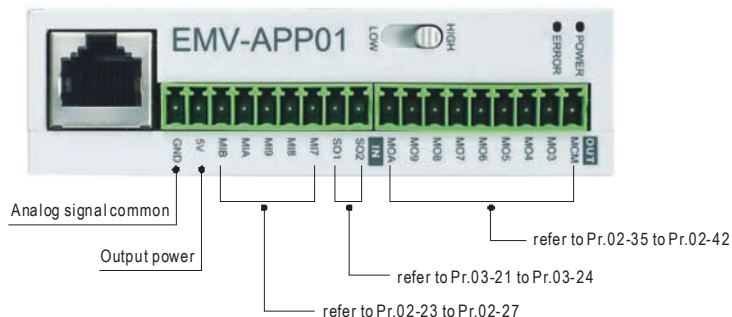 EMV-APP01
LOW
HIGH
ERROR
POWER
GND
5V
MIB
MIA
MI9
MI8
MI7
SO1
SO2
IN
MOA
MO9
MO8
MO7
MO6
MO5
MO4
MO3
MCM
OUT
Analog signal common
Output power
refer to Pr.02-35 to Pr.02-42
refer to Pr.03-21 to Pr.03-24
refer to Pr.02-23 to Pr.02-27